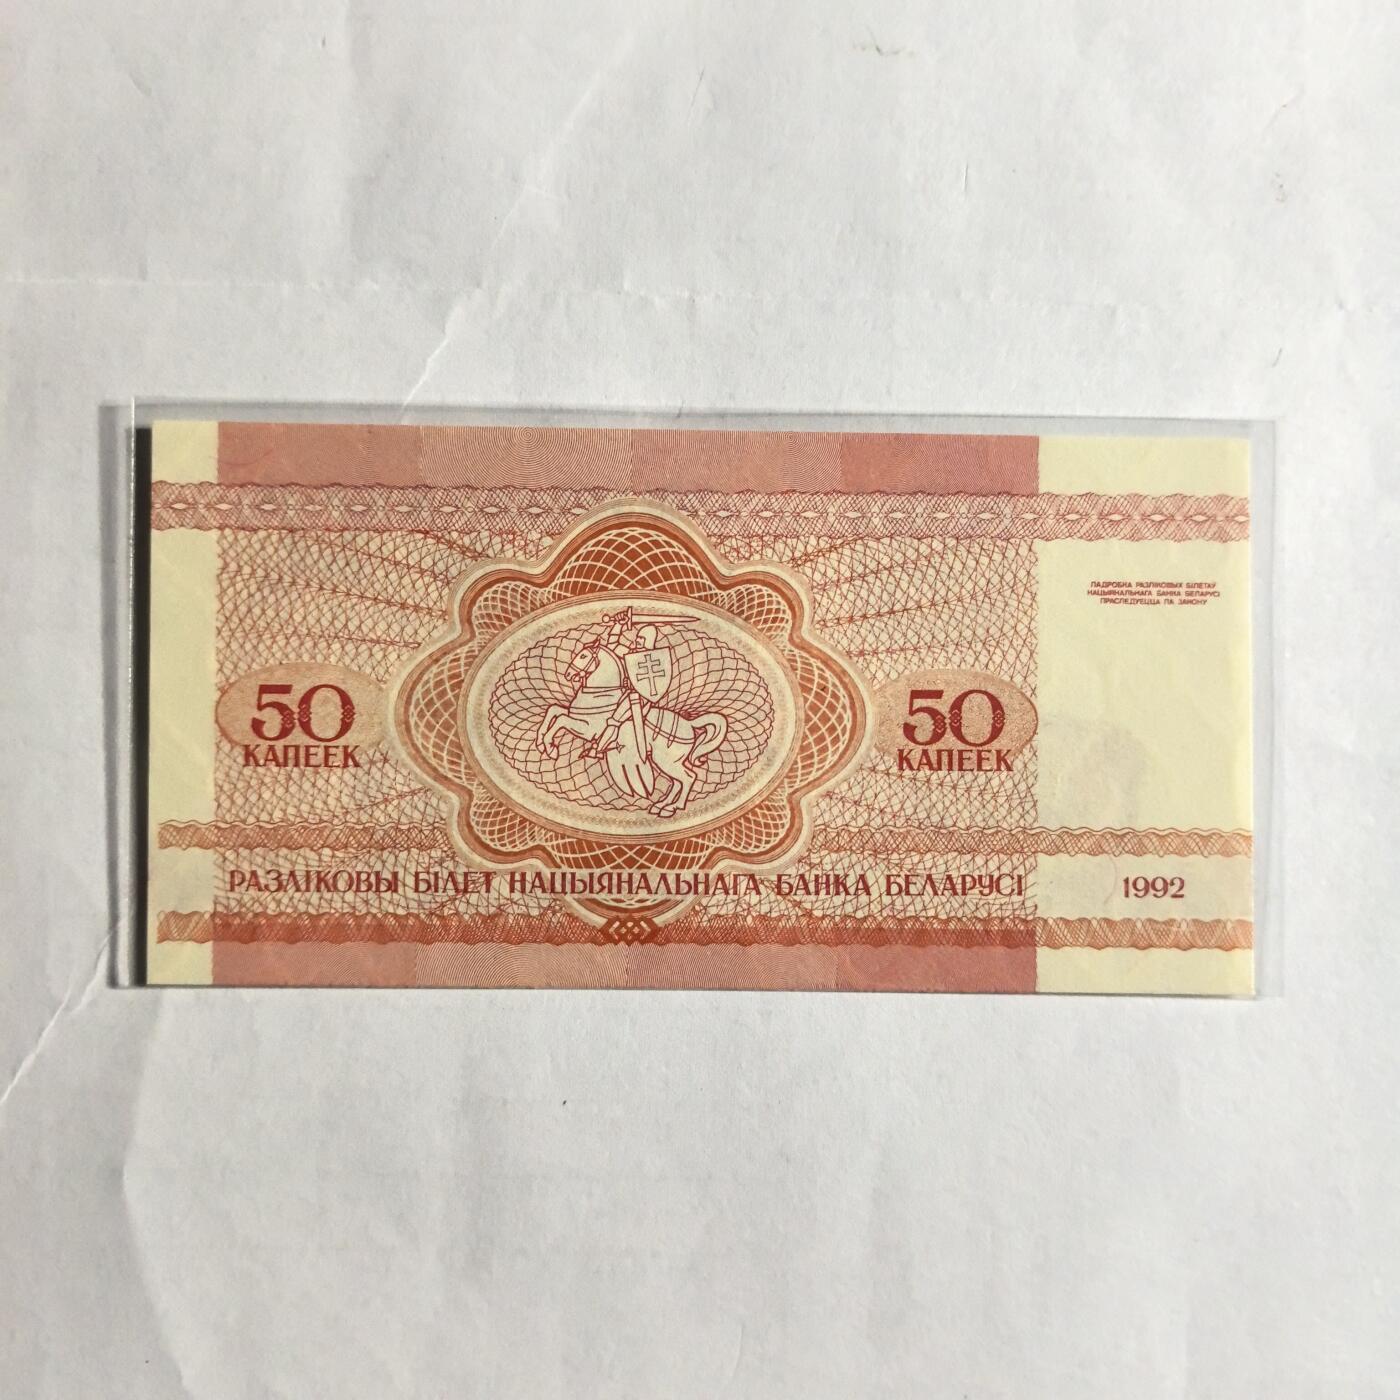 ПАДРОБКА РАЗЛІКОВЫХ БІЛЕТАЎ
НАЦЫЯНАЛЬНАГА БАНКА БЕЛАРУСІ
ПРАСЛЕДУЕЦЦА ПА ЗАКОНУ
50
КАПЕЕК
50
КАПЕЕК
РАЗЛІКОВЫ БІЛЕТ НАЦЫЯНАЛЬНАГА БАНКА БЕЛАРУСІ
1992